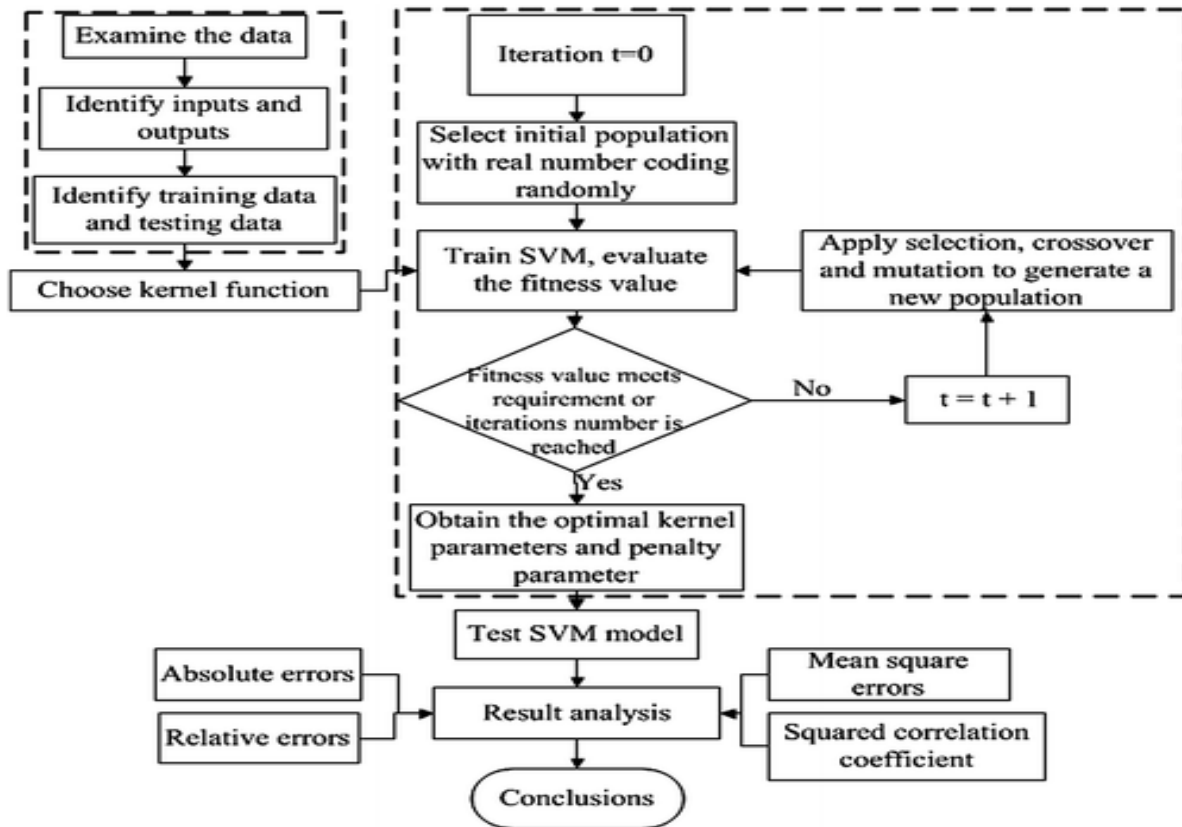 Examine the data
Identify inputs and
outputs
Identify training data
and testing data
Choose kernel function
Iteration t=0
Select initial population
with real number coding
randomly
Train SVM, evaluate
the fitness value
Apply selection, crossover
and mutation to generate a
new population
Fitness value meets
requirement or
iterations number is
reached
No
t = t + 1
Yes
Obtain the optimal kernel
parameters and penalty
parameter
Test SVM model
Absolute errors
Relative errors
Result analysis
Mean square
errors
Squared correlation
coefficient
Conclusions